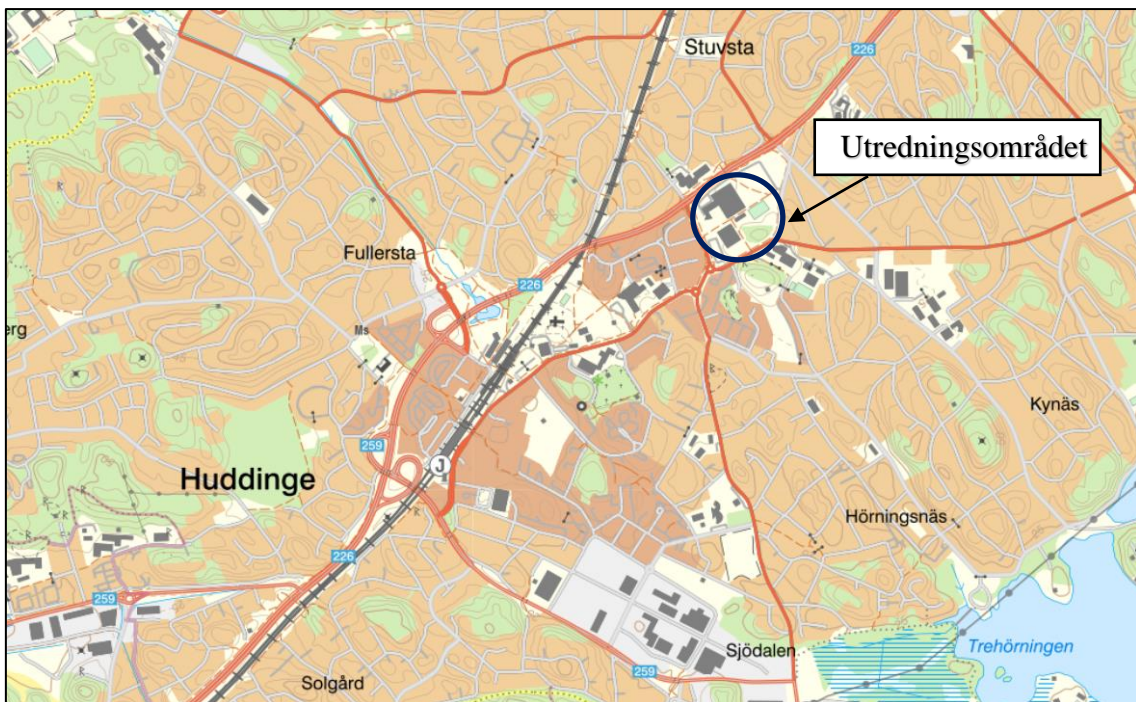 Stuvsta
226
Utredningsområdet
Fullersta
226
Ms
erg
Kynäs
259
J
Huddinge
Hörningsnäs
226
259
Sjödalen
Trehörningen
259
Solgård